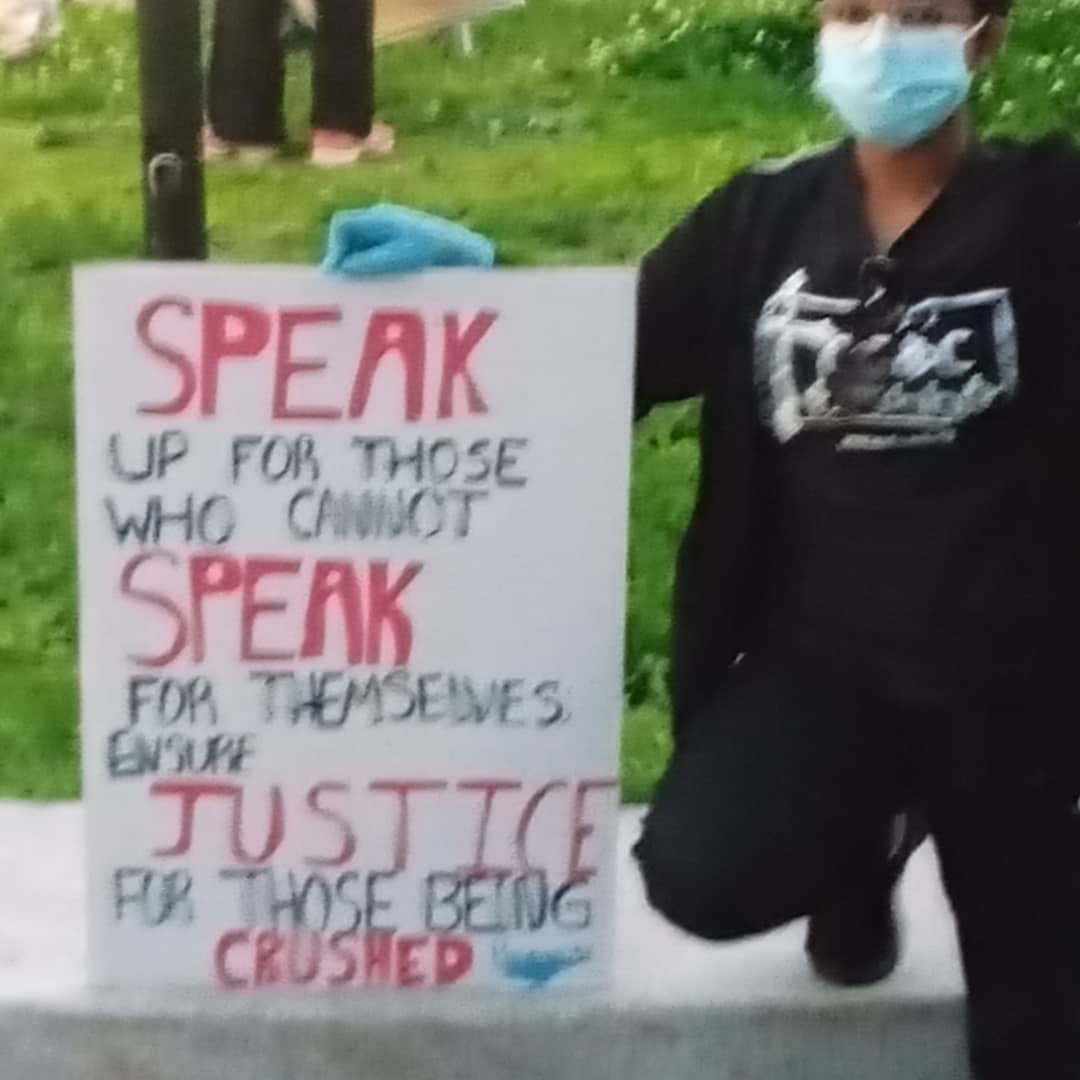 SPEAK
UP FOR THOSE
WHO CANNOT
SPEAK
FOR THEMSELVES.
ENSURE
JUSTICE
FOR THOSE BEING
CRUSHED